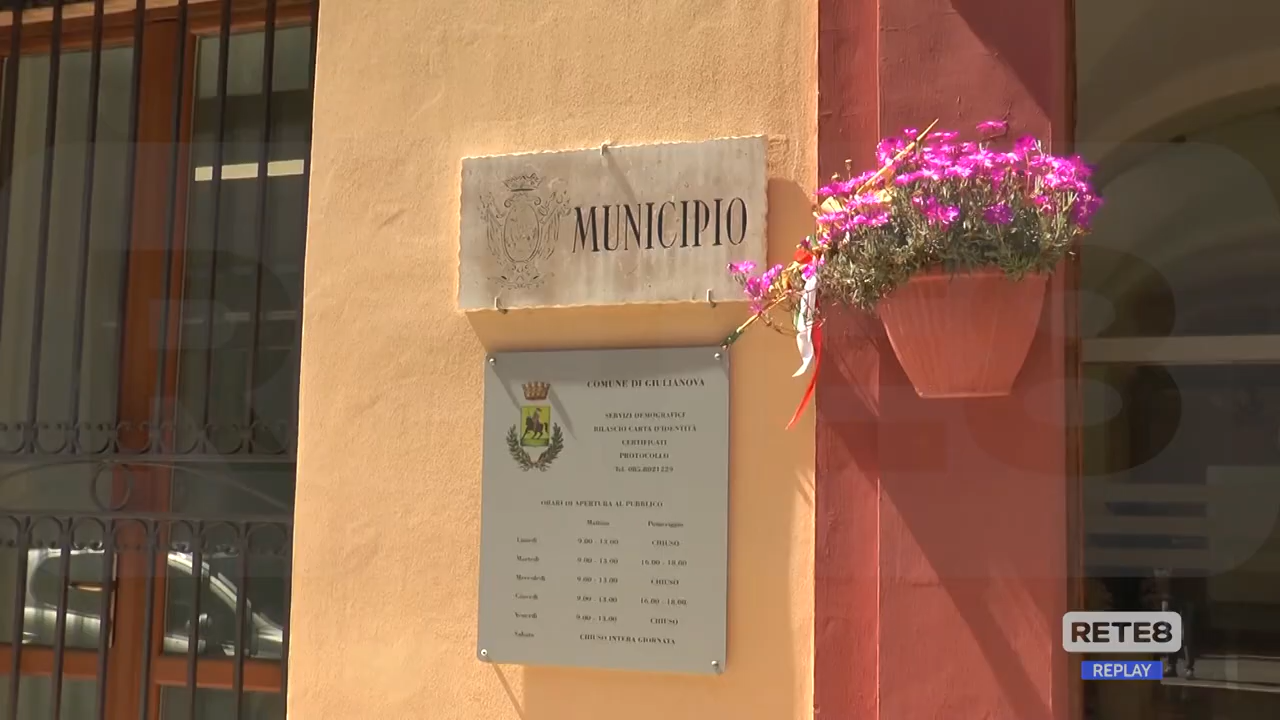 MUNICIPIO
COMUNE DI GIULIANOVA
SERVIZI DEMOGRAFICI
RILASCIO CARTA D'IDENTITÀ
CERTIFICATI
PROTOCOLLO
Tel. 085.8021229
ORARI DI APERTURA AL PUBBLICO
Mattina Pomeriggio
Lunedì 9.00 - 13.00 CHIUSO
Martedì 9.00 - 13.00 16.00 - 18.00
Mercoledì 9.00 - 13.00 CHIUSO
Giovedì 9.00 - 13.00 16.00 - 18.00
Venerdì 9.00 - 13.00 CHIUSO
Sabato CHIUSO INTERA GIORNATA
RETE8
REPLAY